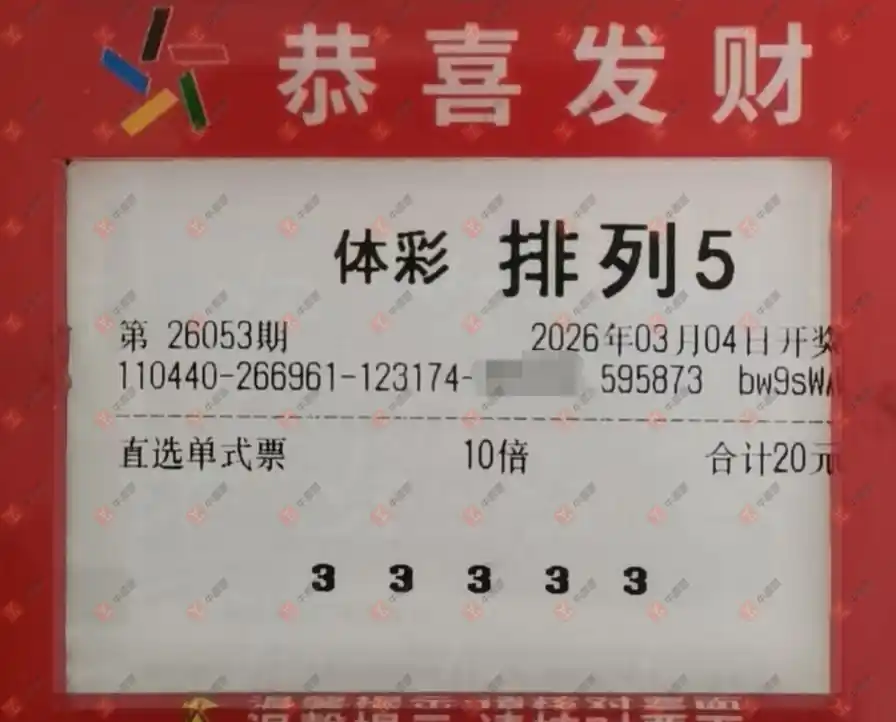 恭喜发财
体彩 排列5
第 26053期 2026年03月04日开奖
110440-266961-123174- 595873 bw9sW
直选单式票 10倍 合计20元
3 3 3 3 3